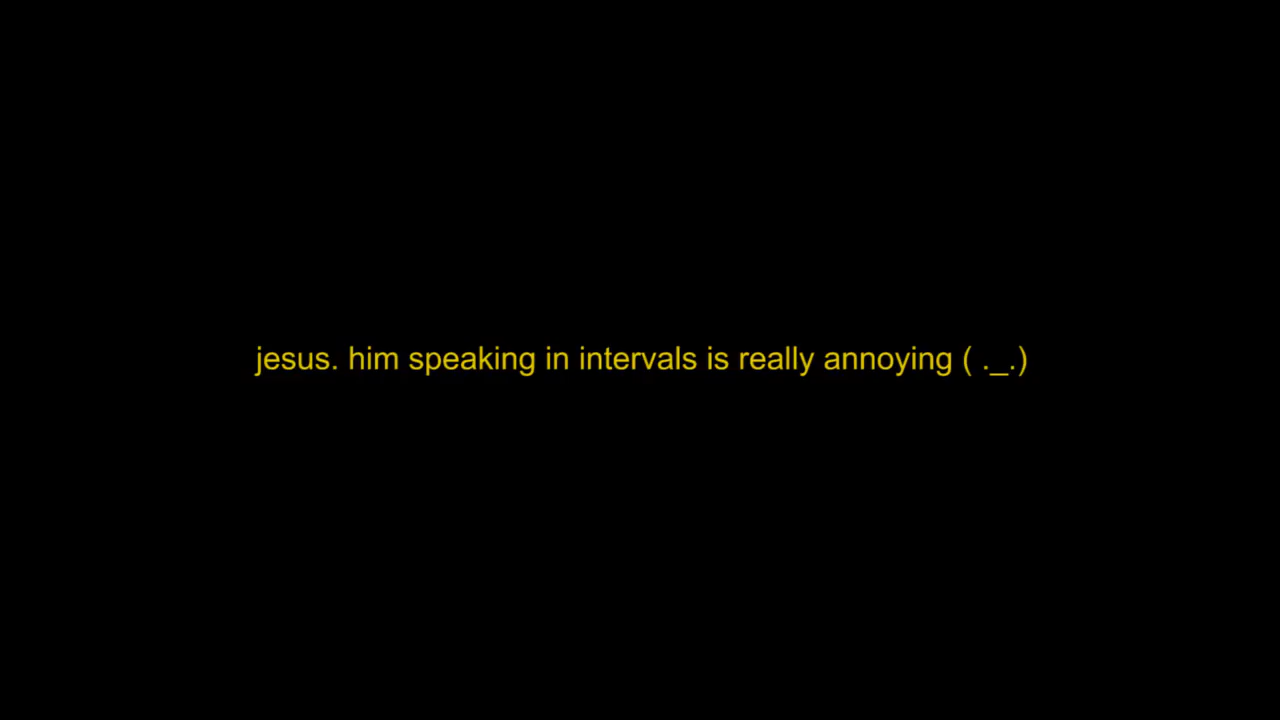 jesus. him speaking in intervals is really annoying ( ._.)